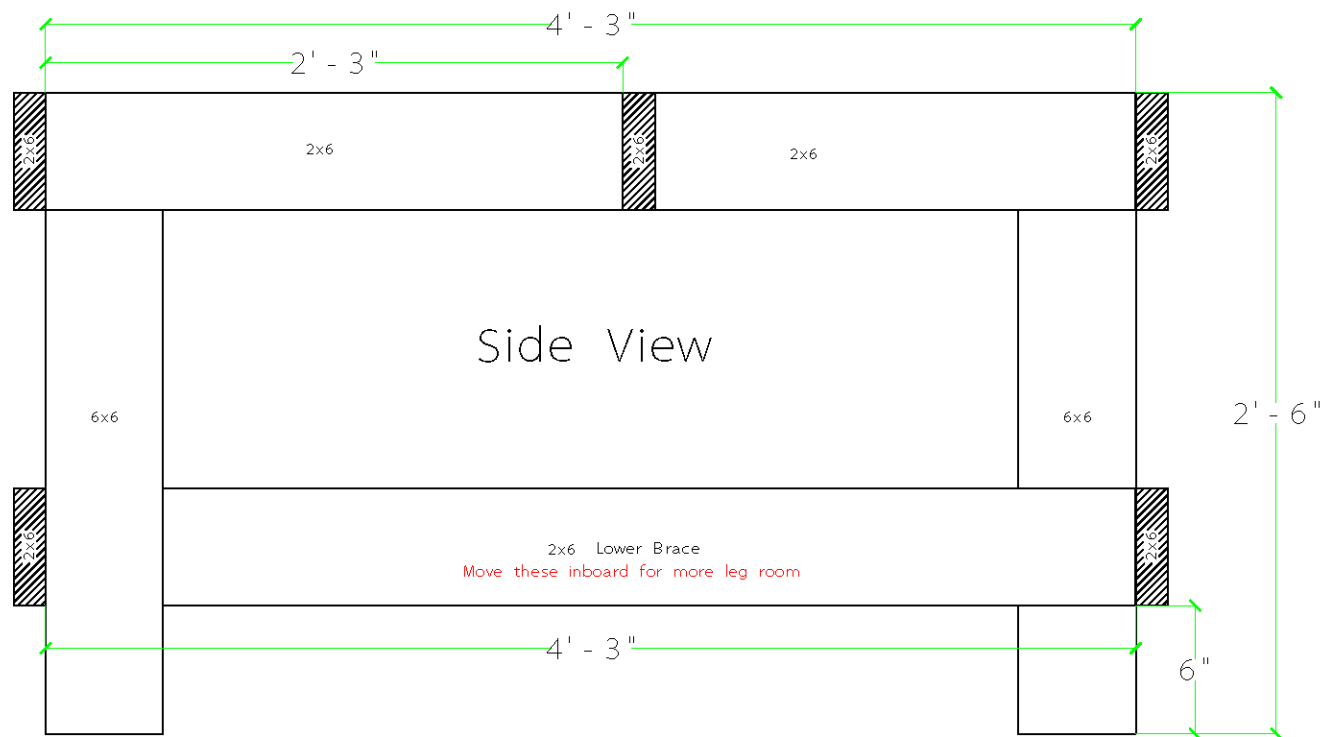 4' - 3"
2' - 3"
2x6
2x6
2x6
2x6
2x6
Side View
6x6
6x6
2' - 6"
2x6
2x6 Lower Brace
2x6
Move these inboard for more leg room
4' - 3"
6"